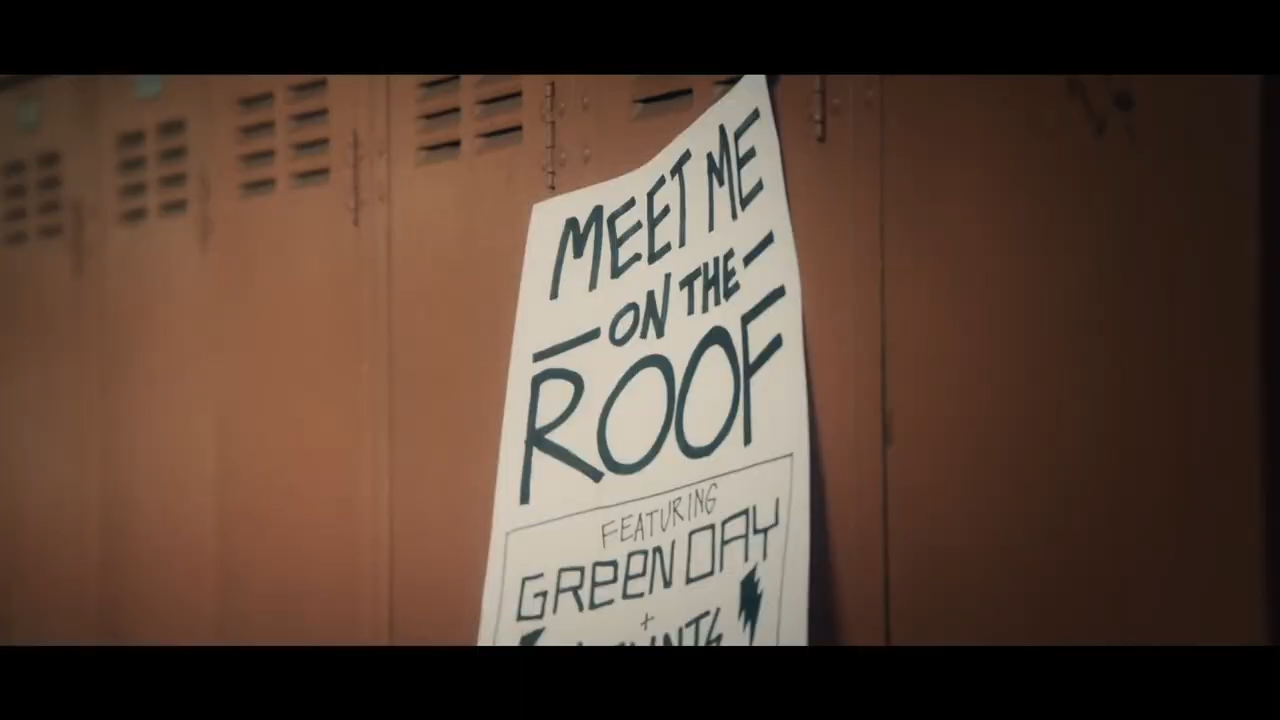 MEET ME
ON THE
ROOF
FEATURING
GREEN DAY
+